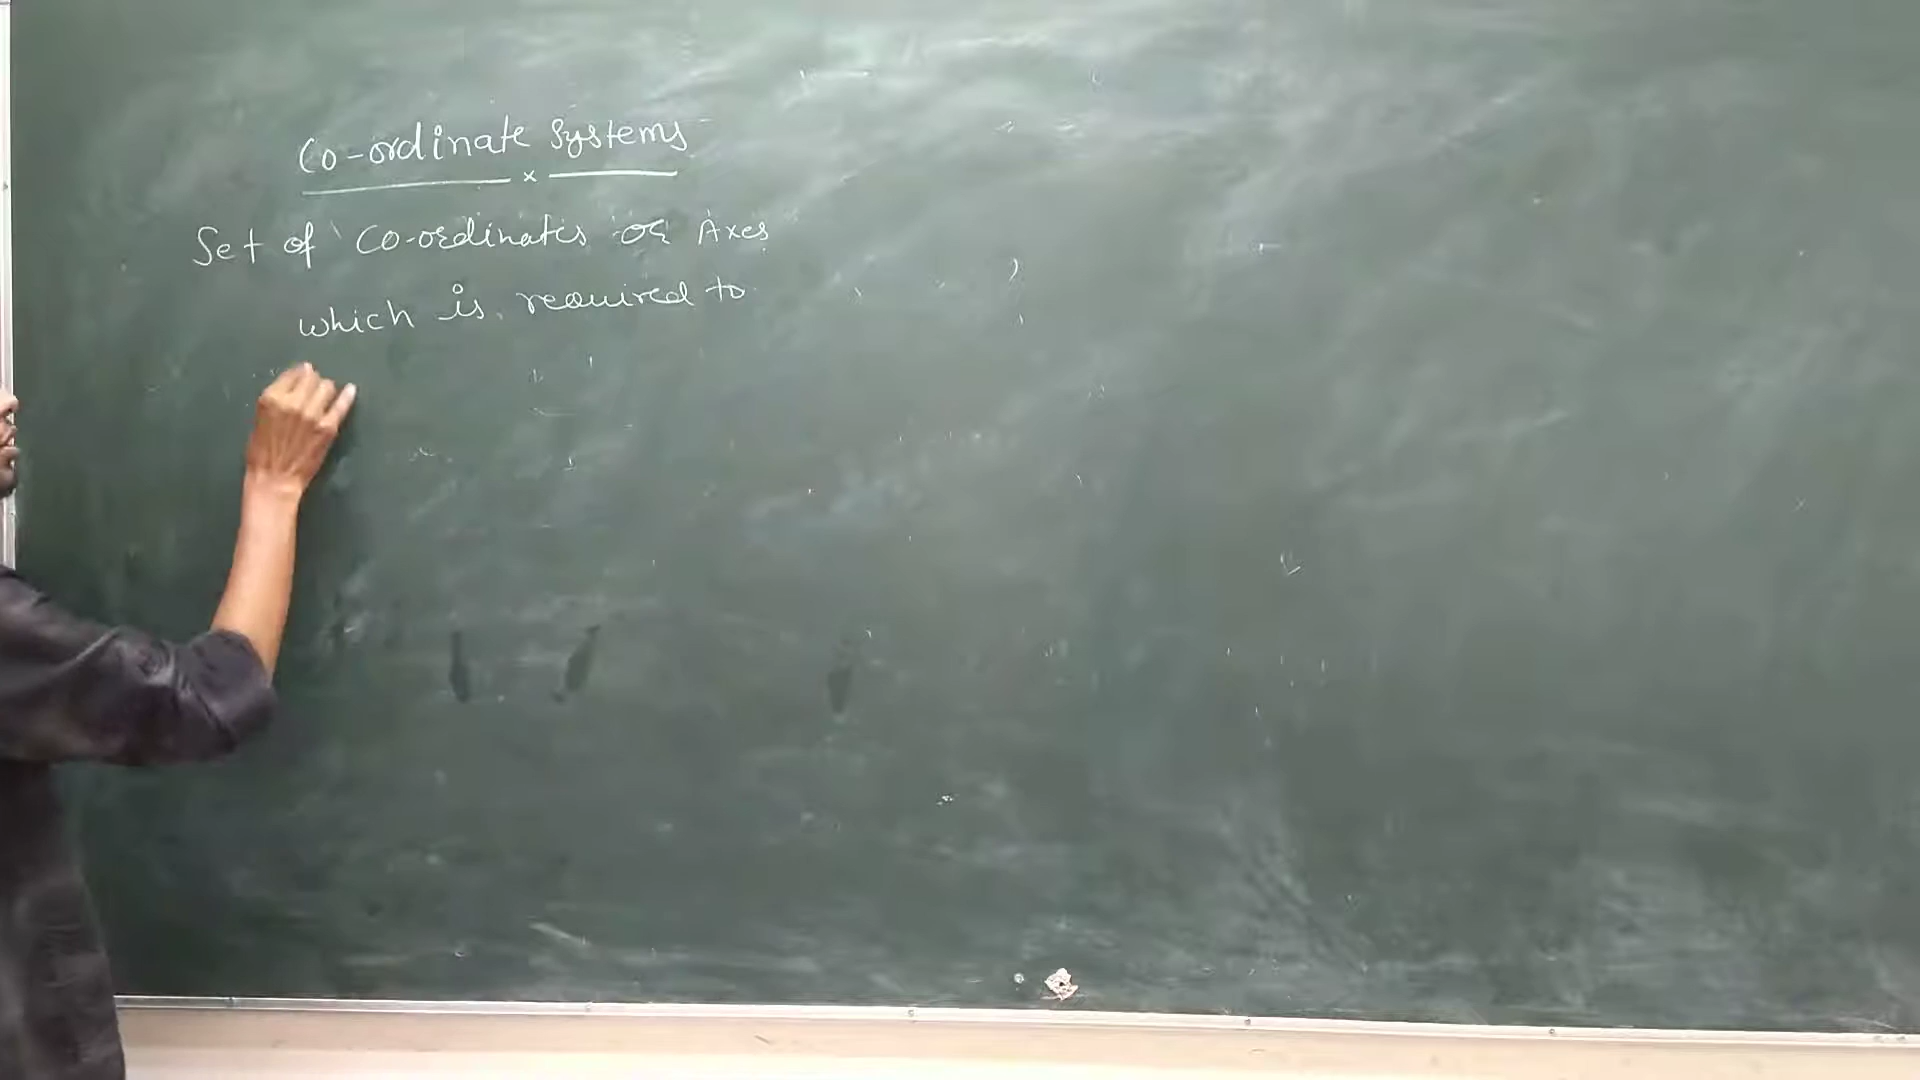 Co-ordinate Systems
Set of Co-ordinates or Axes
which is required to